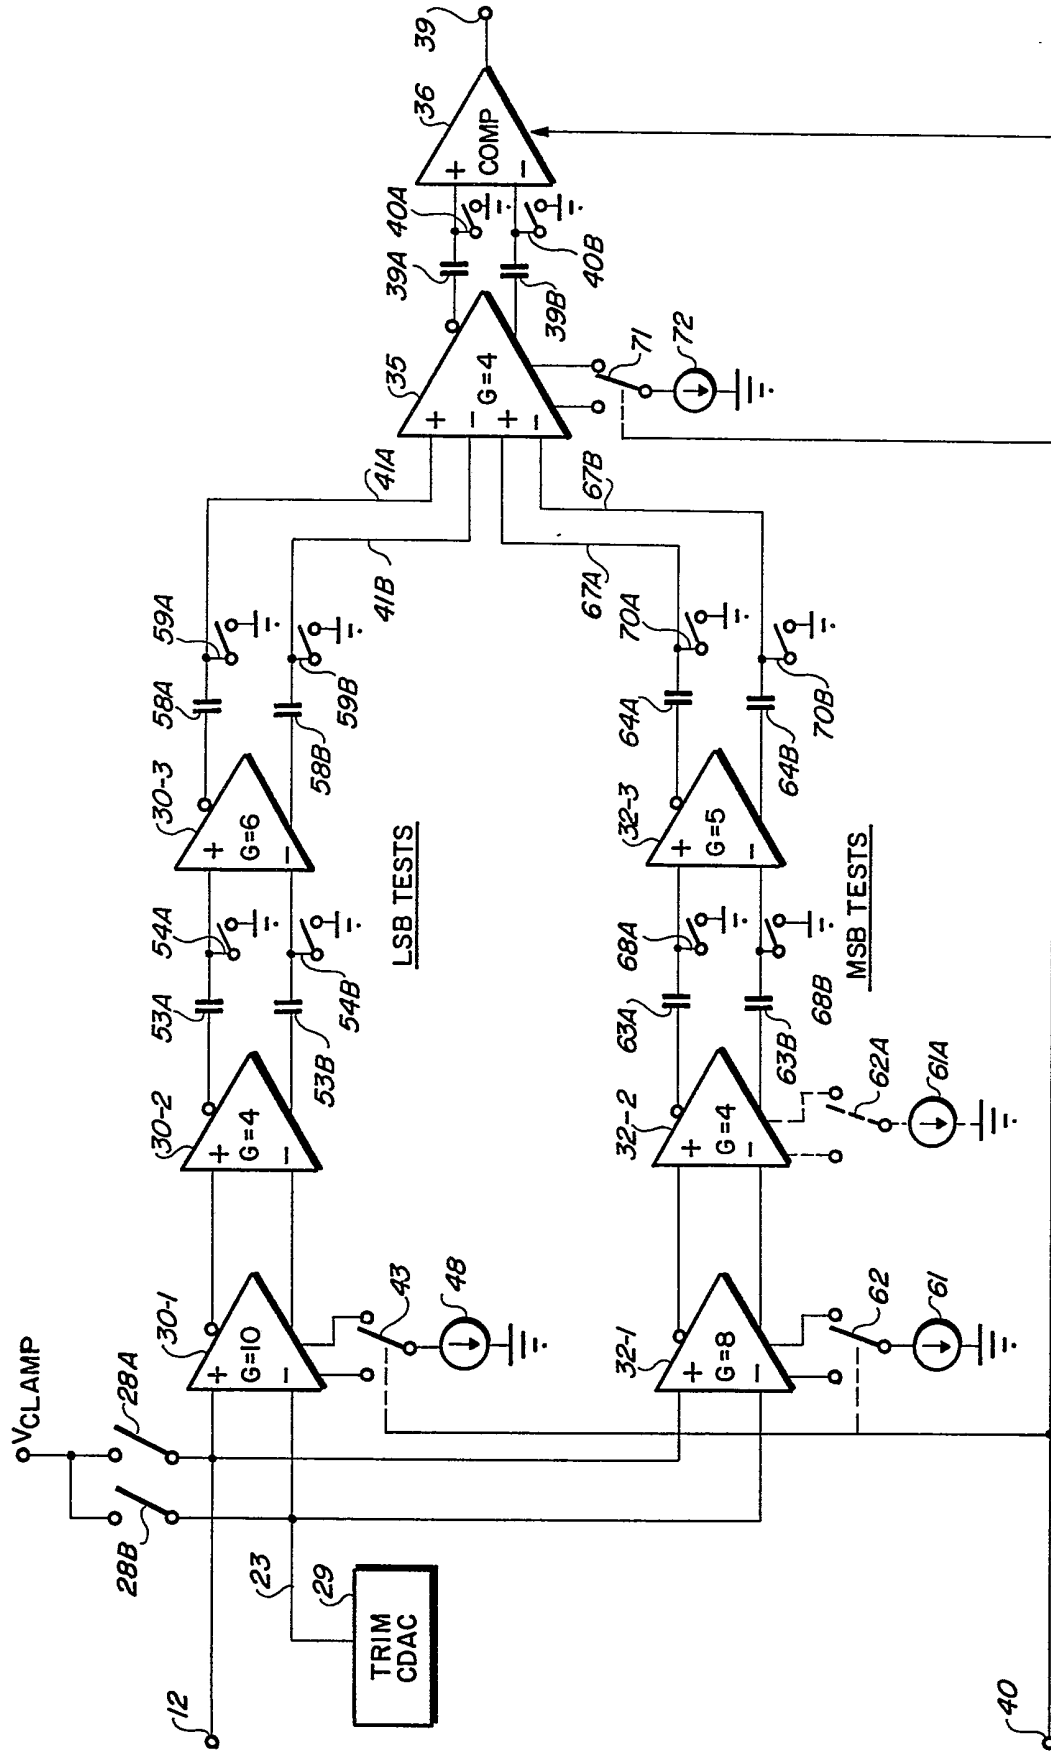 VCLAMP
28A
28B
12
23
29
TRIM
CDAC
30-1
+
G=10
−
43
48
30-2
+
G=4
−
53A
54A
53B
54B
30-3
+
G=6
−
58A
59A
58B
59B
LSB TESTS
41A
41B
32-1
+
G=8
−
62
61
32-2
+
G=4
−
62A
61A
63A
68A
63B
68B
32-3
+
G=5
−
64A
70A
64B
70B
MSB TESTS
67A
67B
35
+
−
G=4
+
−
71
72
39A
40A
39B
40B
36
+
COMP
−
39
40